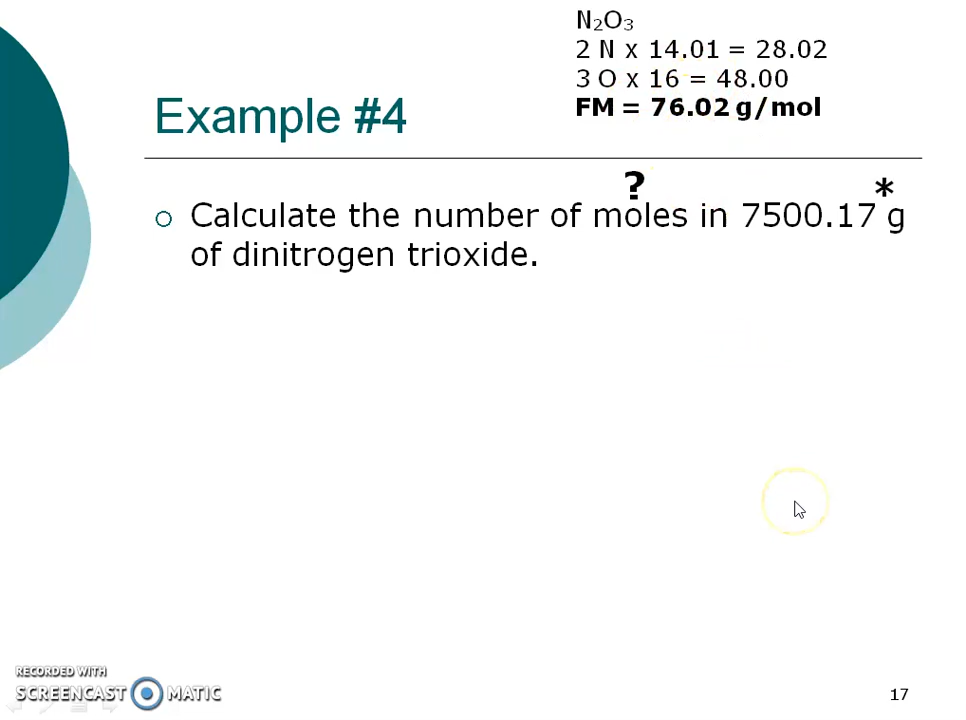 N₂O₃
2 N x 14.01 = 28.02
3 O x 16 = 48.00
FM = 76.02 g/mol
Example #4
? *
Calculate the number of moles in 7500.17 g
of dinitrogen trioxide.
RECORDED WITH
SCREENCAST MATIC
17